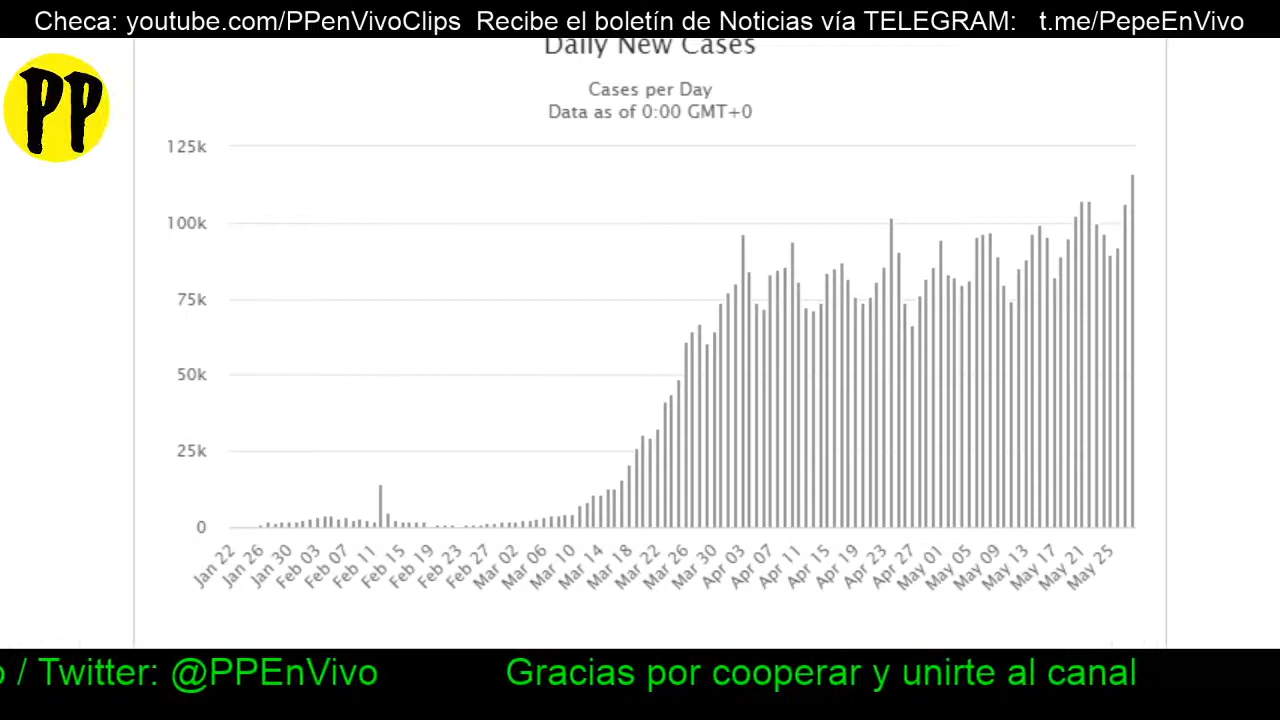 Checa: youtube.com/PPenVivoClips Recibe el boletín de Noticias vía TELEGRAM: t.me/PepeEnVivo
PP
Daily New Cases
Cases per Day
Data as of 0:00 GMT+0
125k
100k
75k
50k
25k
0
Jan 22
Jan 26
Jan 30
Feb 03
Feb 07
Feb 11
Feb 15
Feb 19
Feb 23
Feb 27
Mar 02
Mar 06
Mar 10
Mar 14
Mar 18
Mar 22
Mar 26
Mar 30
Apr 03
Apr 07
Apr 11
Apr 15
Apr 19
Apr 23
Apr 27
May 01
May 05
May 09
May 13
May 17
May 21
May 25
o / Twitter: @PPEnVivo Gracias por cooperar y unirte al canal